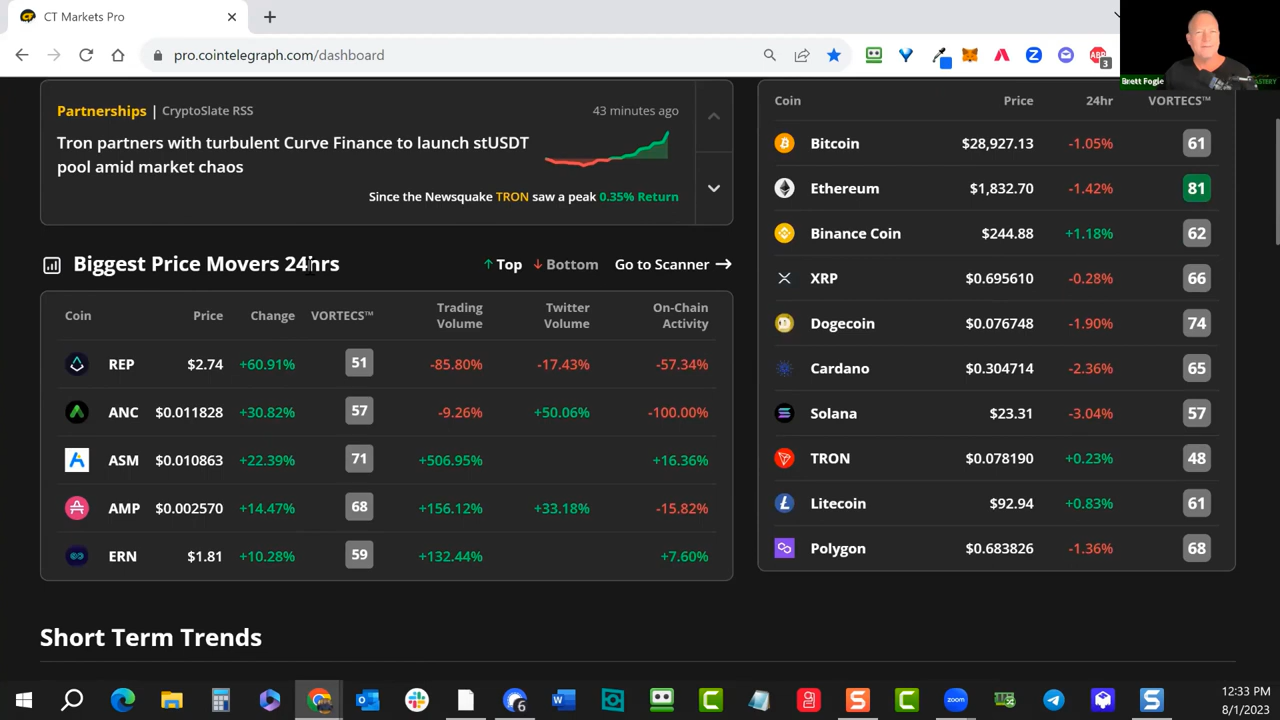 CT Markets Pro
pro.cointelegraph.com/dashboard
3
Brett Fogle
Partnerships | CryptoSlate RSS 43 minutes ago
Tron partners with turbulent Curve Finance to launch stUSDT
pool amid market chaos
Since the Newsquake TRON saw a peak 0.35% Return
Biggest Price Movers 24hrs
↑ Top ↓ Bottom Go to Scanner →
Coin Price Change VORTECS™ Trading Volume Twitter Volume On-Chain Activity
REP $2.74 +60.91% 51 -85.80% -17.43% -57.34%
ANC $0.011828 +30.82% 57 -9.26% +50.06% -100.00%
ASM $0.010863 +22.39% 71 +506.95% +16.36%
AMP $0.002570 +14.47% 68 +156.12% +33.18% -15.82%
ERN $1.81 +10.28% 59 +132.44% +7.60%
Coin Price 24hr VORTECS™
Bitcoin $28,927.13 -1.05% 61
Ethereum $1,832.70 -1.42% 81
Binance Coin $244.88 +1.18% 62
XRP $0.695610 -0.28% 66
Dogecoin $0.076748 -1.90% 74
Cardano $0.304714 -2.36% 65
Solana $23.31 -3.04% 57
TRON $0.078190 +0.23% 48
Litecoin $92.94 +0.83% 61
Polygon $0.683826 -1.36% 68
Short Term Trends
6
zoom
12:33 PM
8/1/2023